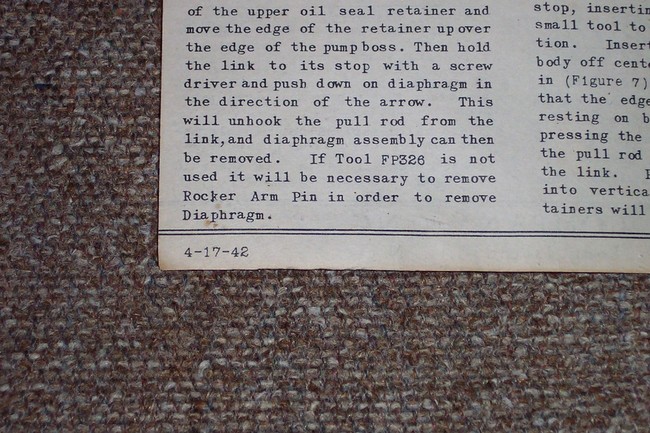 of the upper oil seal retainer and
move the edge of the retainer up over
the edge of the pump boss. Then hold
the link to its stop with a screw
driver and push down on diaphragm in
the direction of the arrow. This
will unhook the pull rod from the
link, and diaphragm assembly can then
be removed. If Tool FP326 is not
used it will be necessary to remove
Rocker Arm Pin in order to remove
Diaphragm.
4-17-42
stop, insertin
small tool to
tion. Insert
body off cent
in (Figure 7)
that the edge
resting on b
pressing the
the pull rod
the link.
into vertica
tainers will